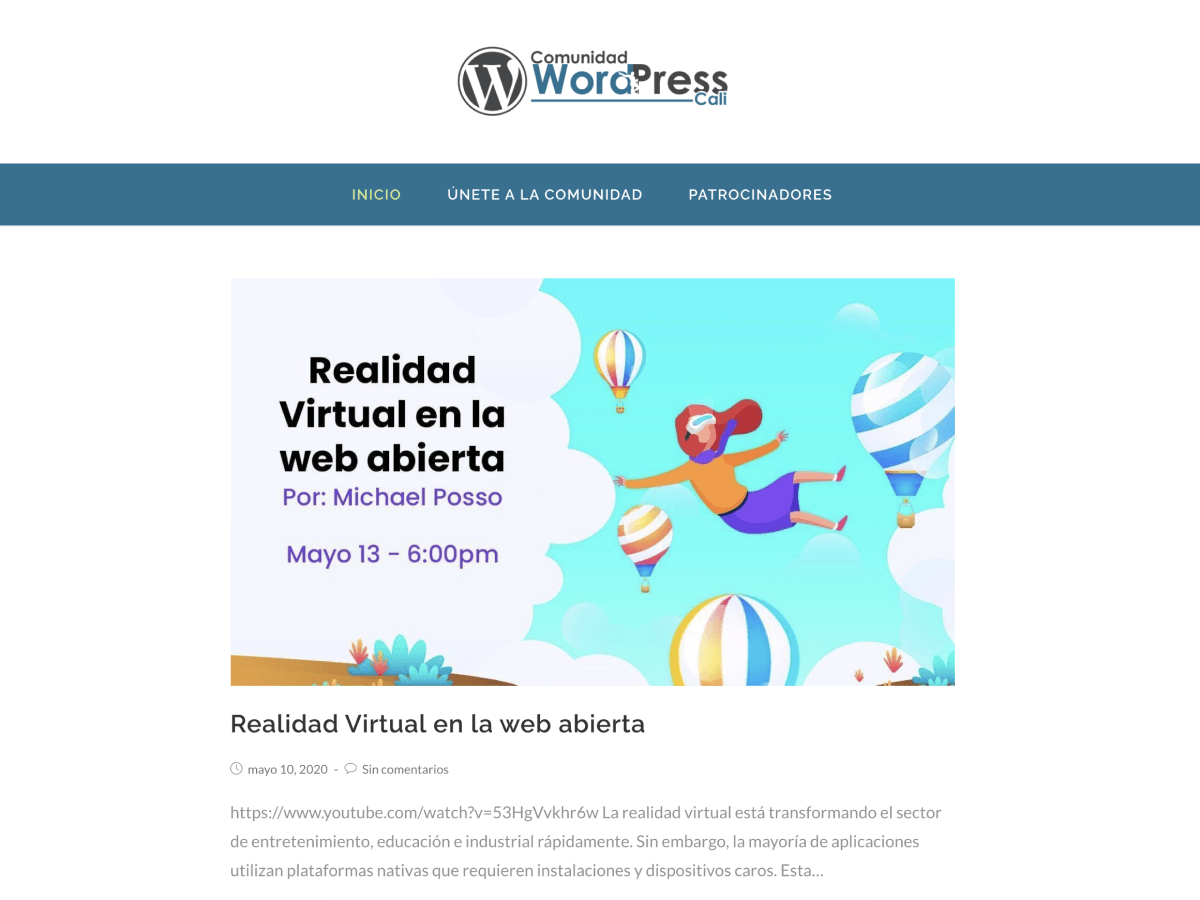 Comunidad
WordPress
Cali
INICIO ÚNETE A LA COMUNIDAD PATROCINADORES
Realidad
Virtual en la
web abierta
Por: Michael Posso
Mayo 13 - 6:00pm
Realidad Virtual en la web abierta
mayo 10, 2020 - Sin comentarios
https://www.youtube.com/watch?v=53HgVvkhr6w La realidad virtual está transformando el sector
de entretenimiento, educación e industrial rápidamente. Sin embargo, la mayoría de aplicaciones
utilizan plataformas nativas que requieren instalaciones y dispositivos caros. Esta…